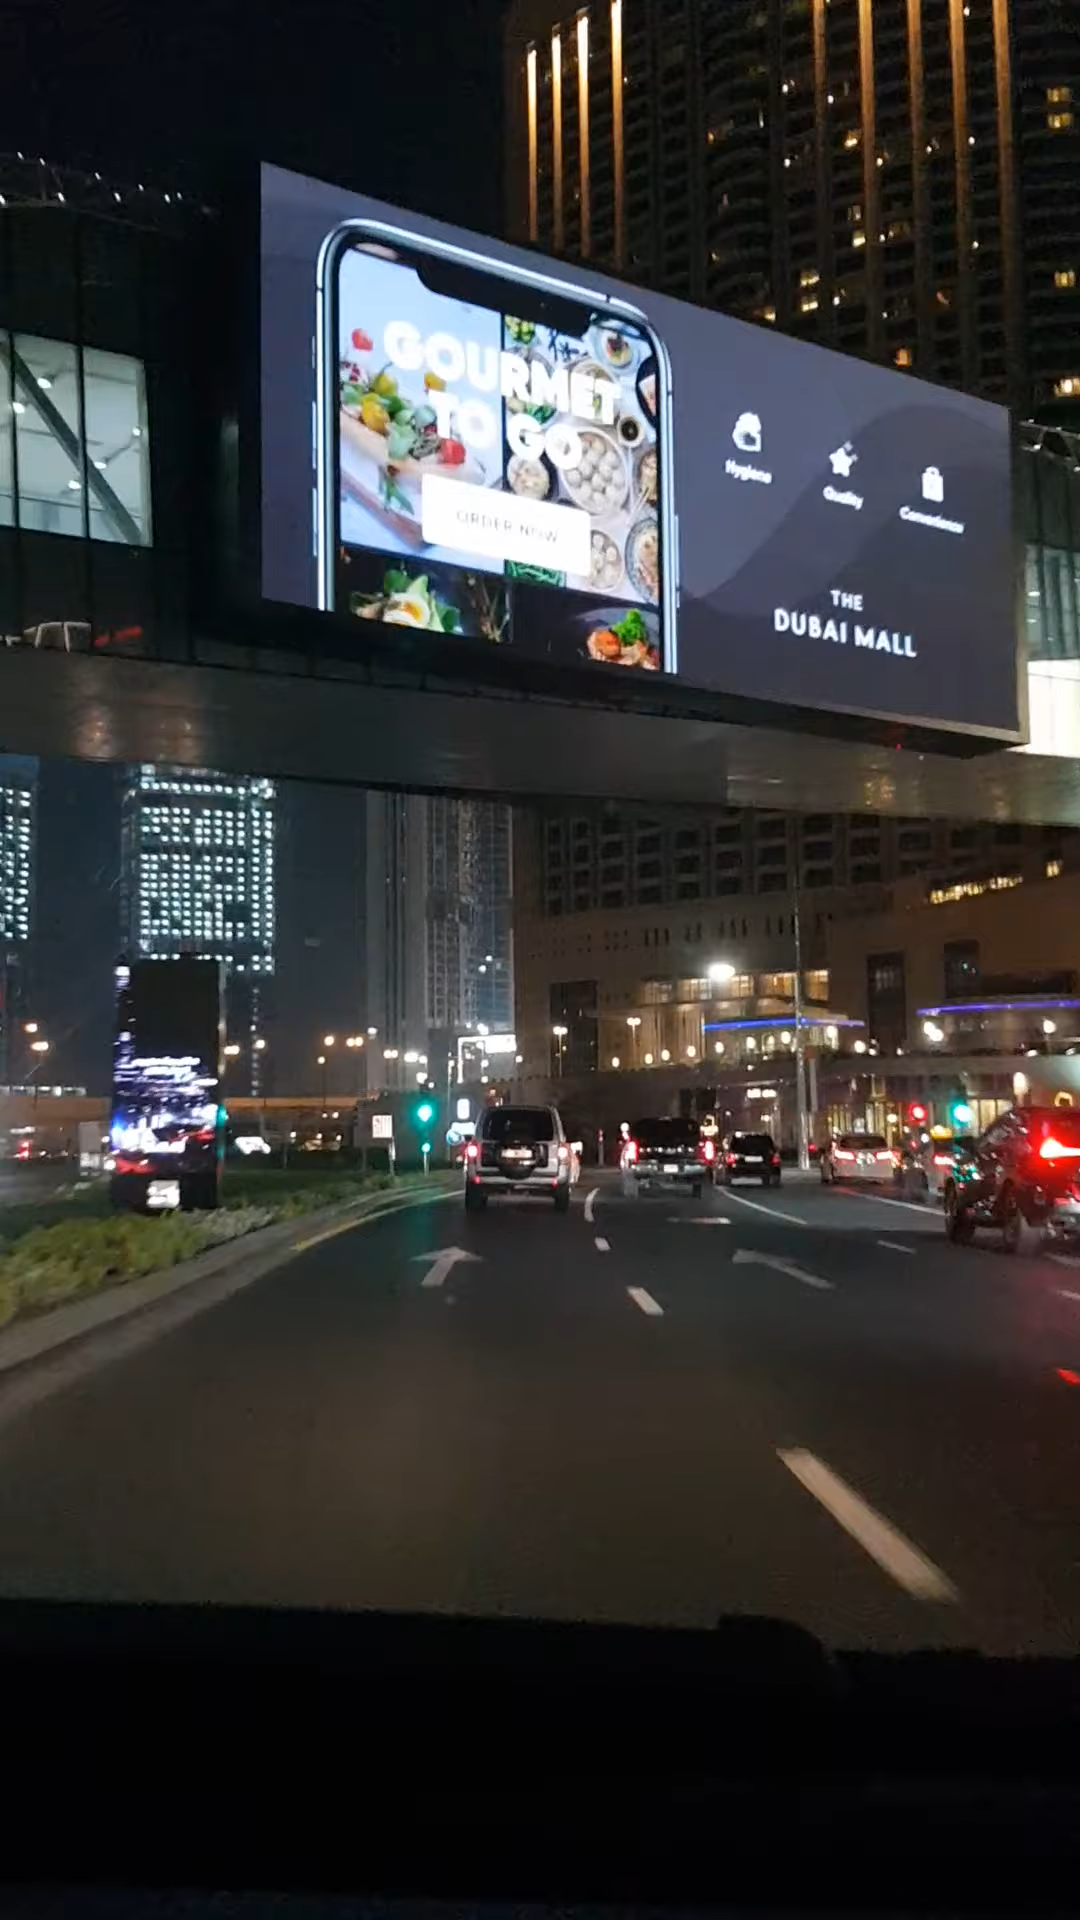 GOURMET
TO GO
ORDER NOW
Hygiene
Quality
Convenience
THE
DUBAI MALL